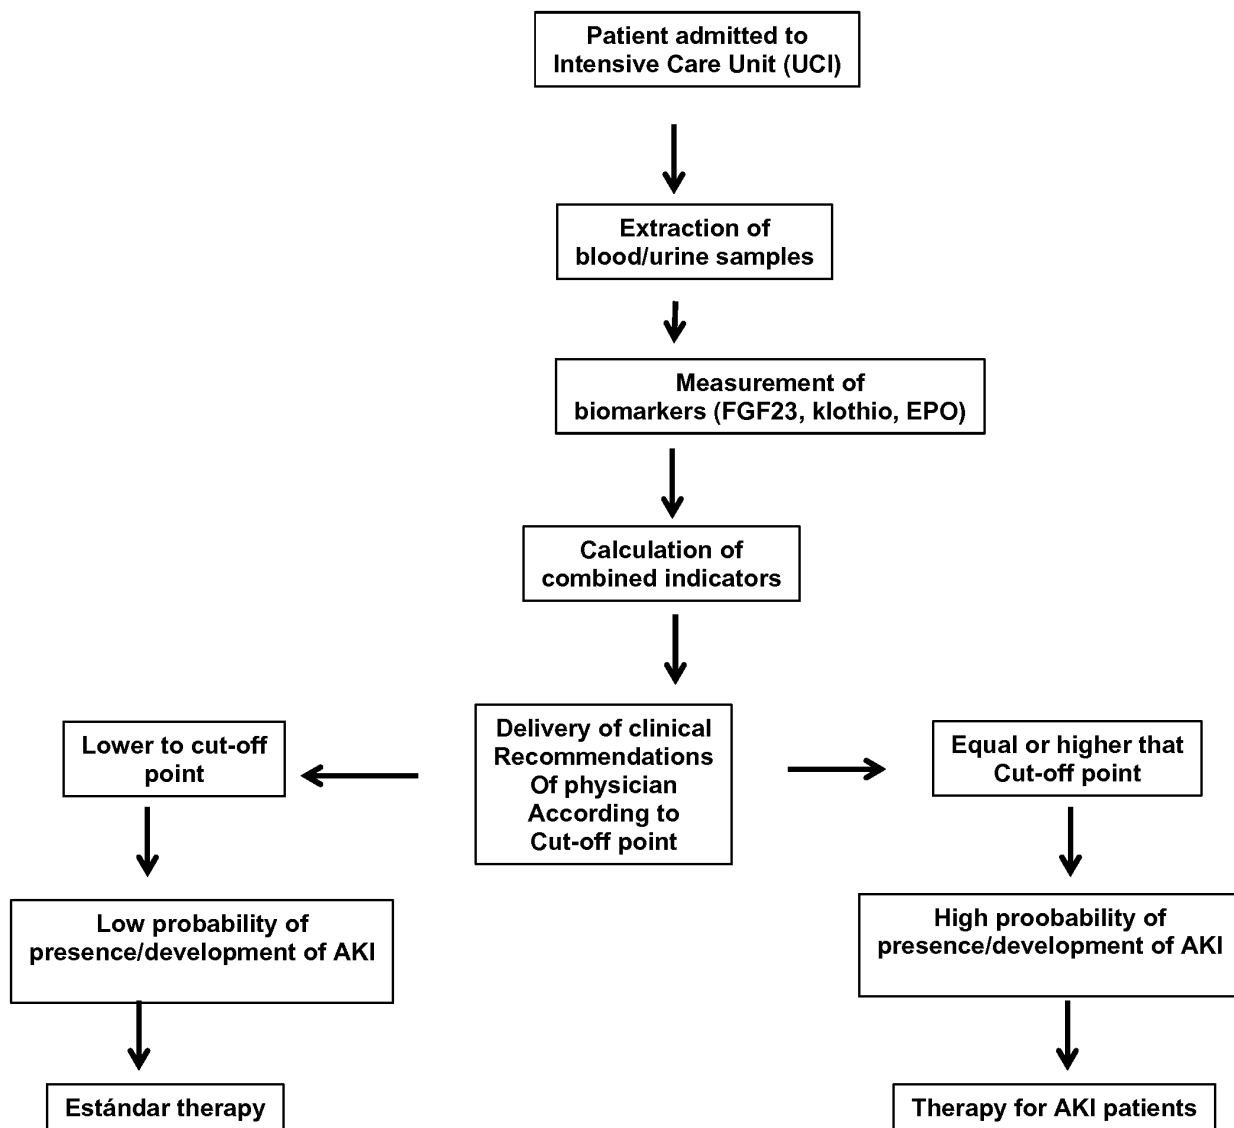 Patient admitted to
Intensive Care Unit (UCI)
Extraction of
blood/urine samples
Measurement of
biomarkers (FGF23, klothio, EPO)
Calculation of
combined indicators
Delivery of clinical
Recommendations
Of physician
According to
Cut-off point
Lower to cut-off
point
Equal or higher that
Cut-off point
Low probability of
presence/development of AKI
High proobability of
presence/development of AKI
Estándar therapy
Therapy for AKI patients